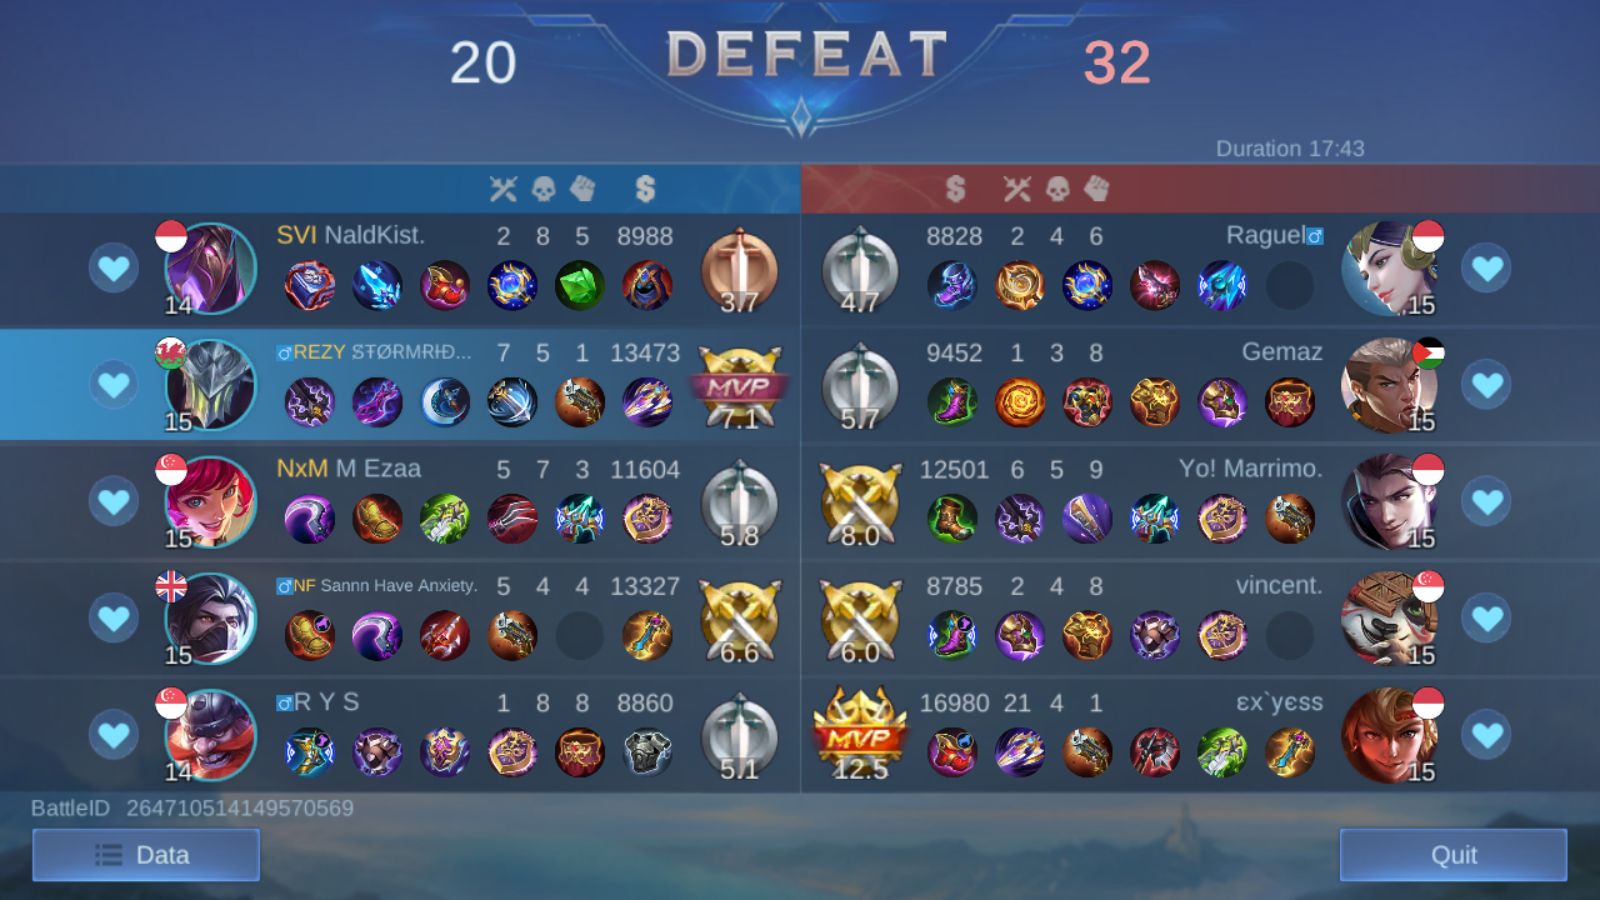 20 DEFEAT 32
Duration 17:43
SVI NaldKist. 2 8 5 8988 3.7 14
4.7 8828 2 4 6 Raguel♂ 15
♂REZY SŦØRMRłĐ... 7 5 1 13473 MVP 7.1 15
5.7 9452 1 3 8 Gemaz 15
NxM M Ezaa 5 7 3 11604 5.8 15
8.0 12501 6 5 9 Yo! Marrimo. 15
♂NF Sannn Have Anxiety. 5 4 4 13327 6.6 15
6.0 8785 2 4 8 vincent. 15
♂R Y S 1 8 8 8860 5.1 14
MVP 12.5 16980 21 4 1 εx`yεss 15
BattleID 264710514149570569
Data
Quit